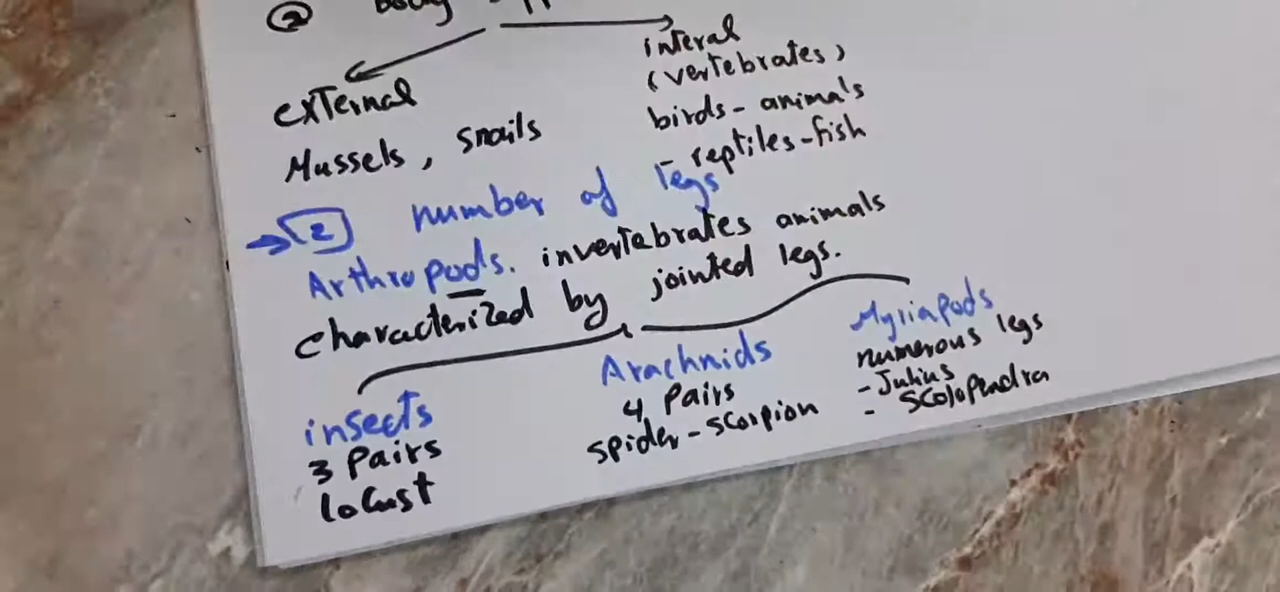 ②
external
Mussels, snails
interal
(vertebrates)
birds - animals
- reptiles - fish
→ 2 number of legs
Arthropods. invertebrates animals
characterized by jointed legs.
insects
3 Pairs
locust
Arachnids
4 Pairs
spider - scorpion
Myriapods
numerous legs
- Julius
- Scolopendra